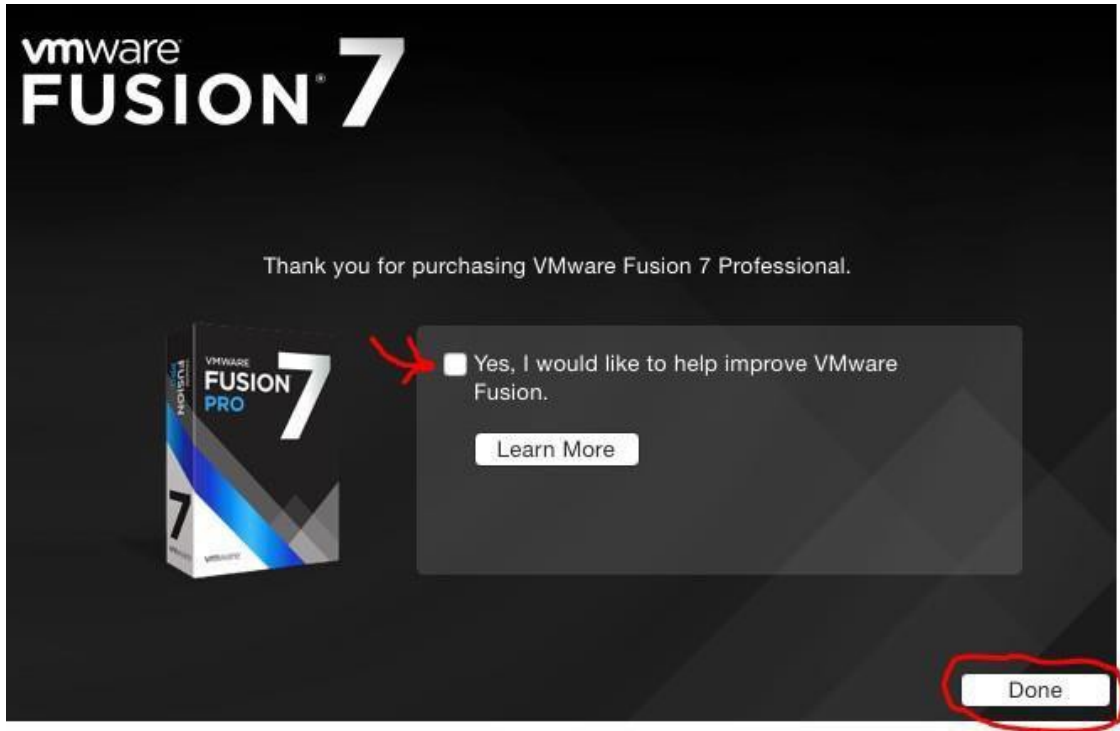 vmware
FUSION® 7
Thank you for purchasing VMware Fusion 7 Professional.
VMWARE
FUSION 7
PRO
FUSION
7
vmware
Yes, I would like to help improve VMware
Fusion.
Learn More
Done